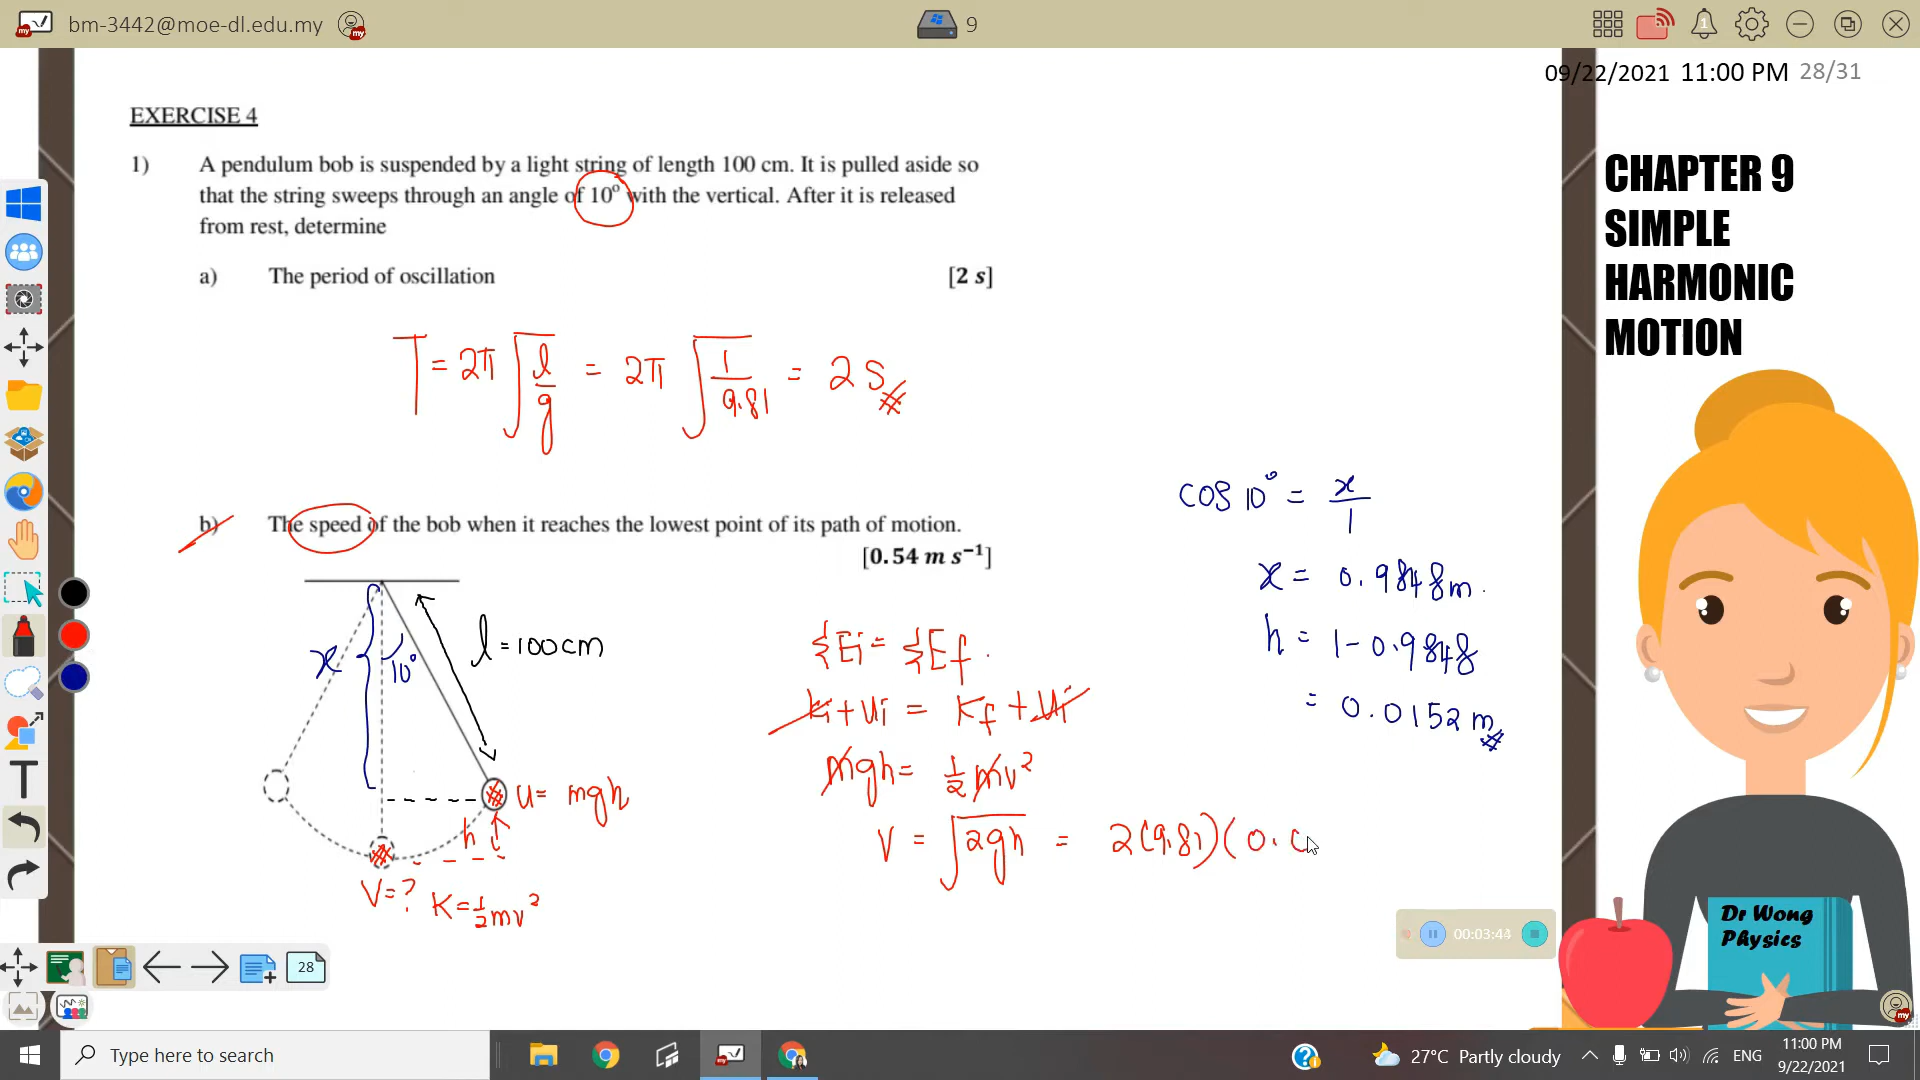 bm-3442@moe-dl.edu.my
9
1
09/22/2021 11:00 PM 28/31
EXERCISE 4
1) A pendulum bob is suspended by a light string of length 100 cm. It is pulled aside so
that the string sweeps through an angle of 10° with the vertical. After it is released
from rest, determine
a) The period of oscillation [2 s]
T = 2π √(l/g) = 2π √(1/9.81) = 2 s
b) The speed of the bob when it reaches the lowest point of its path of motion.
[0.54 m s⁻¹]
x
10°
l = 100cm
U = mgh
h
V = ?
K = ½mv²
ΣEi = ΣEf.
Ki + Ui = Kf + Ui
mgh = ½mv²
V = √2gh = 2(9.81)(0.0
cos 10° = x/1
x = 0.9848m.
h = 1 - 0.9848
= 0.0152 m
CHAPTER 9
SIMPLE
HARMONIC
MOTION
Dr Wong
Physics
00:03:44
T
28
Type here to search
27°C Partly cloudy
ENG
11:00 PM
9/22/2021